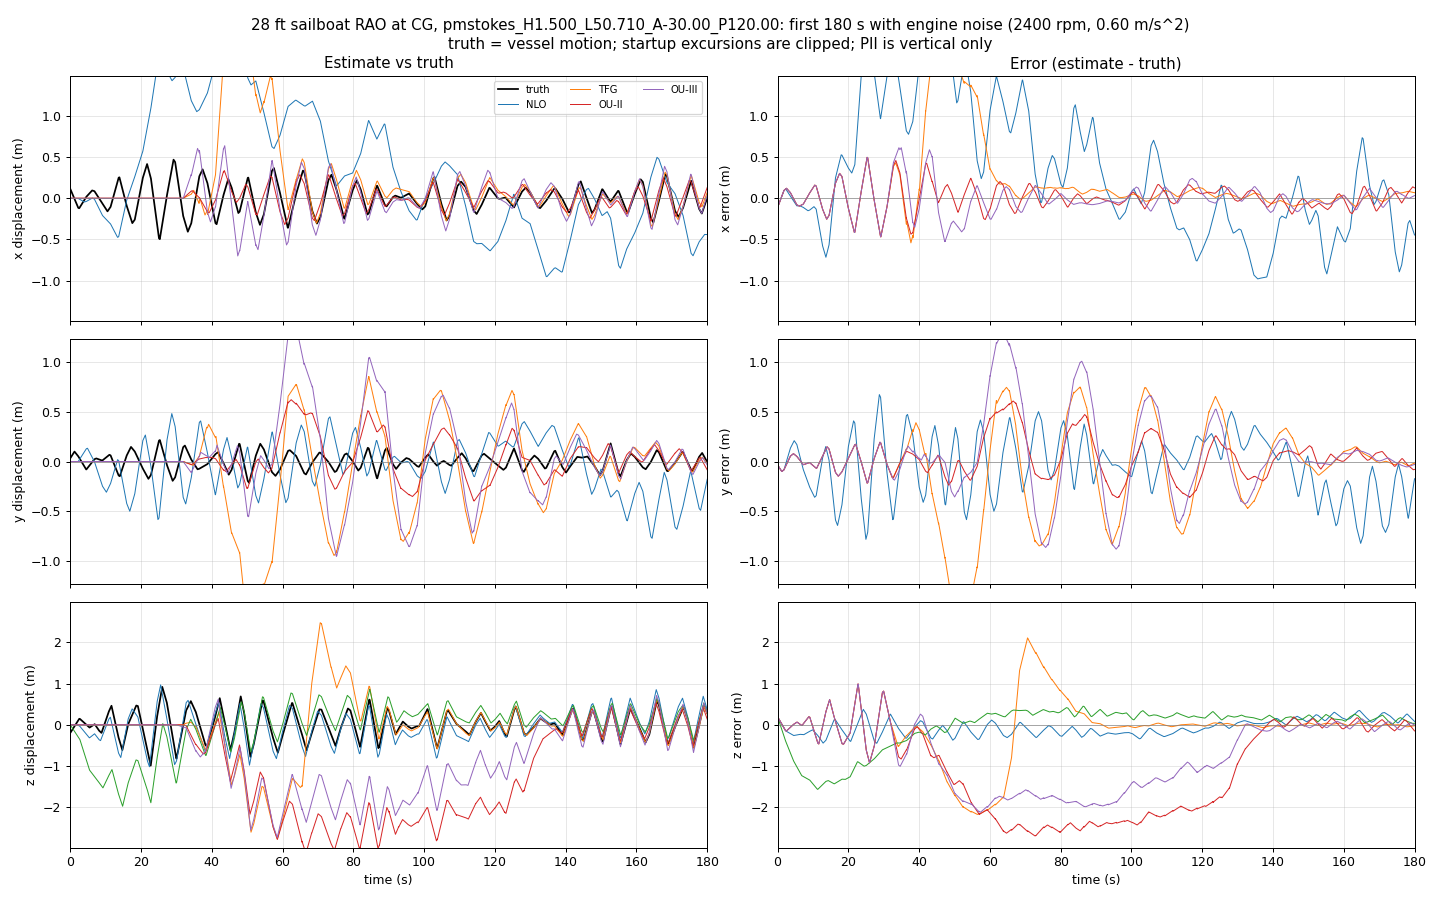 28 ft sailboat RAO at CG, pmstokes_H1.500_L50.710_A-30.00_P120.00: first 180 s with engine noise (2400 rpm, 0.60 m/s^2)
truth = vessel motion; startup excursions are clipped; PII is vertical only
Estimate vs truth
Error (estimate - truth)
truth
NLO
TFG
OU-II
OU-III
x displacement (m)
1.0
0.5
0.0
−0.5
−1.0
x error (m)
1.0
0.5
0.0
−0.5
−1.0
y displacement (m)
1.0
0.5
0.0
−0.5
−1.0
y error (m)
1.0
0.5
0.0
−0.5
−1.0
z displacement (m)
2
1
0
−1
−2
0 20 40 60 80 100 120 140 160 180
time (s)
z error (m)
2
1
0
−1
−2
0 20 40 60 80 100 120 140 160 180
time (s)